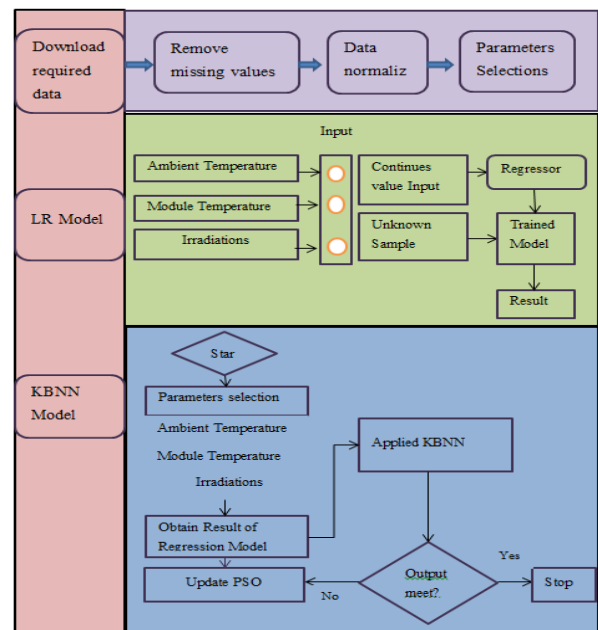 Download
required
data
Remove
missing values
Data
normaliz
Parameters
Selections
LR Model
Input
Ambient Temperature
Module Temperature
Irradiations
Continues
value Input
Regressor
Unknown
Sample
Trained
Model
Result
KBNN
Model
Star
Parameters selection
Ambient Temperature
Module Temperature
Irradiations
Obtain Result of
Regression Model
Update PSO
Applied KBNN
Output
meet?.
Yes
No
Stop